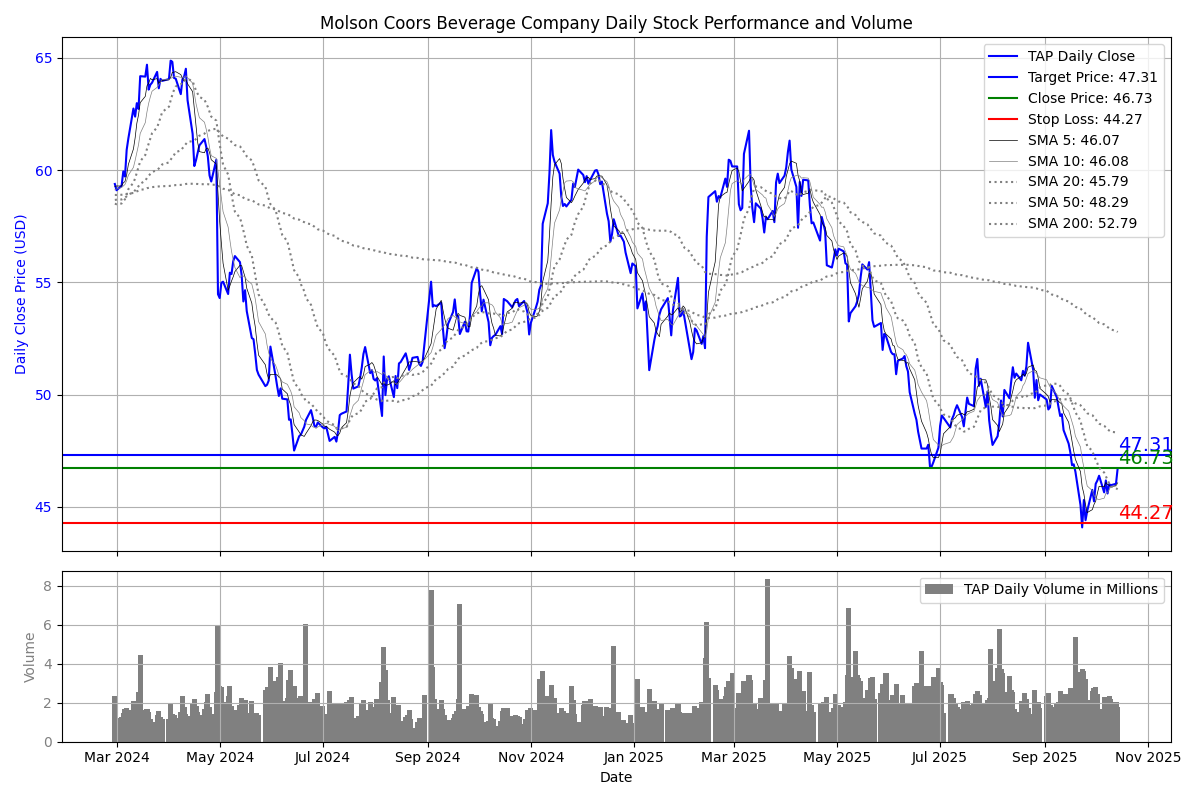 Molson Coors Beverage Company Daily Stock Performance and Volume
Daily Close Price (USD)
65
60
55
50
45
TAP Daily Close
Target Price: 47.31
Close Price: 46.73
Stop Loss: 44.27
SMA 5: 46.07
SMA 10: 46.08
SMA 20: 45.79
SMA 50: 48.29
SMA 200: 52.79
47.31
46.73
44.27
Volume
8
6
4
2
0
TAP Daily Volume in Millions
Mar 2024 May 2024 Jul 2024 Sep 2024 Nov 2024 Jan 2025 Mar 2025 May 2025 Jul 2025 Sep 2025 Nov 2025
Date